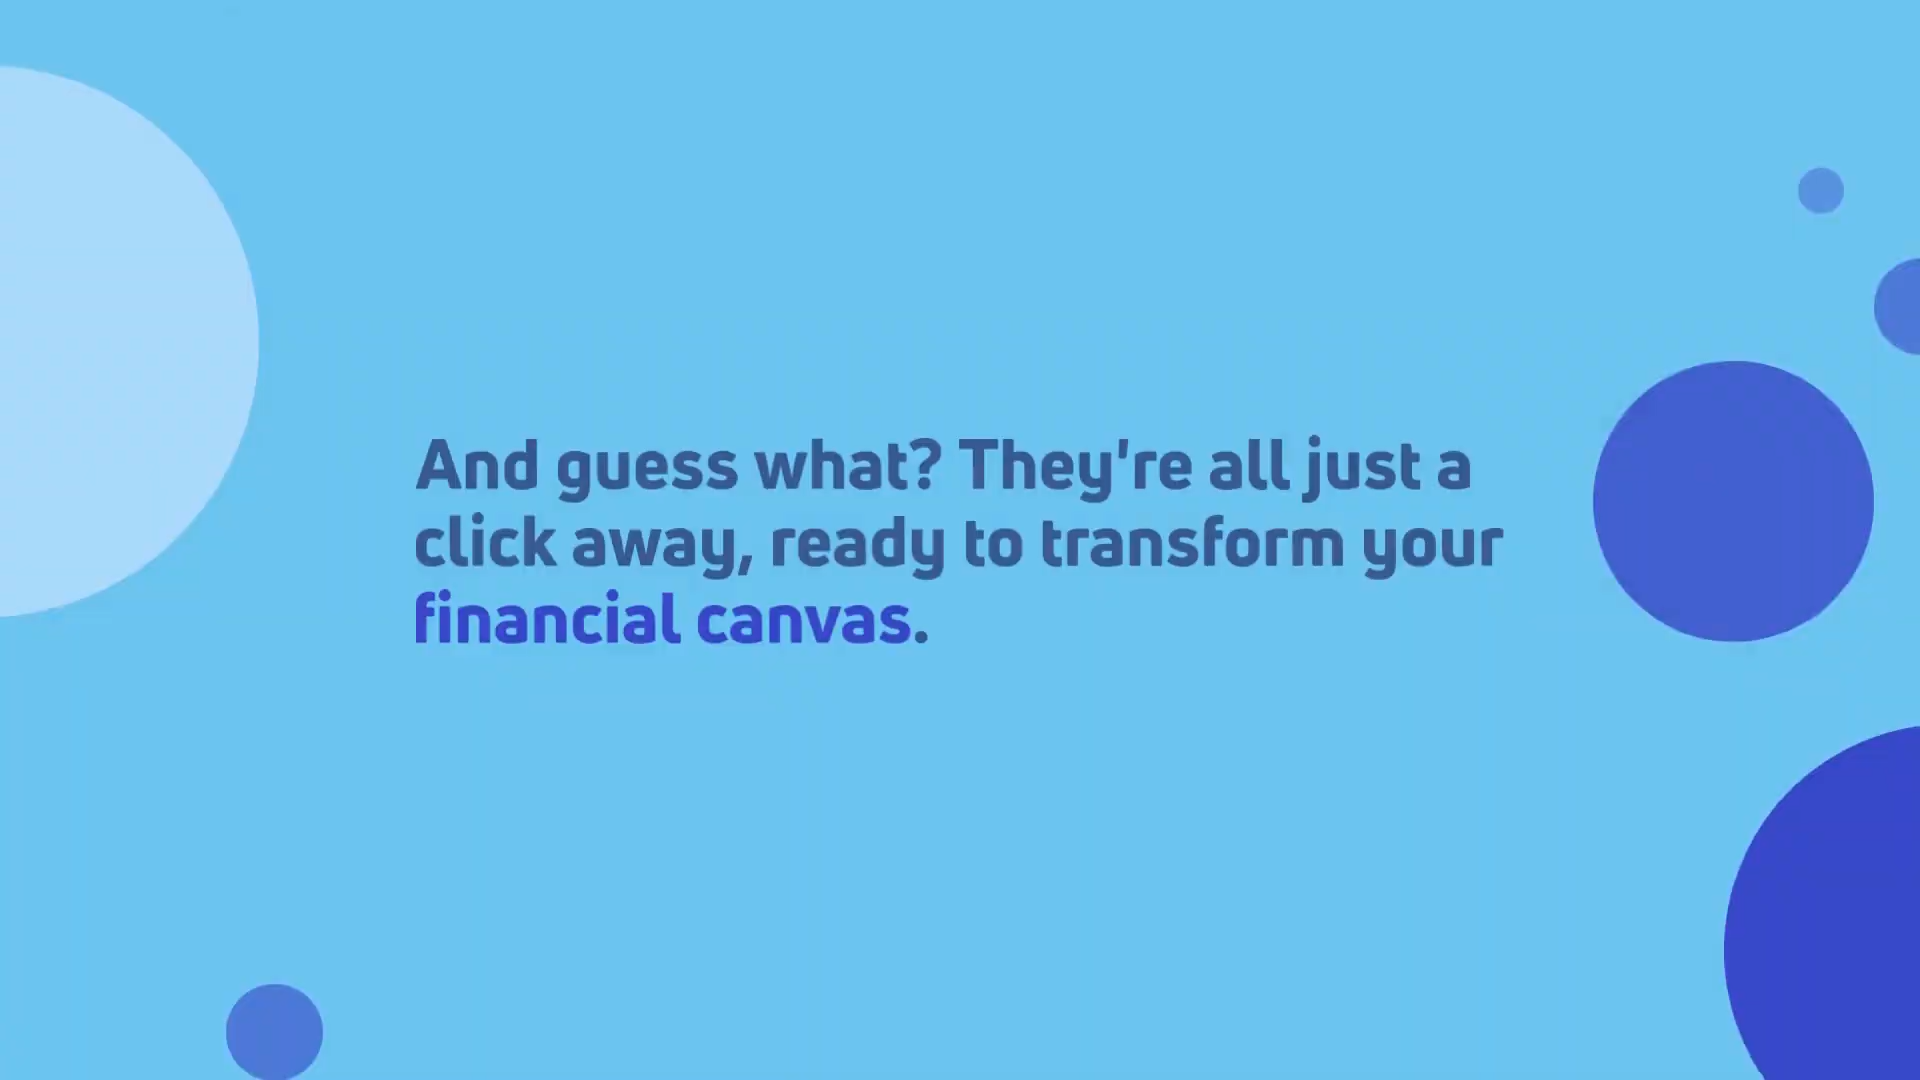 And guess what? They're all just a
click away, ready to transform your
financial canvas.